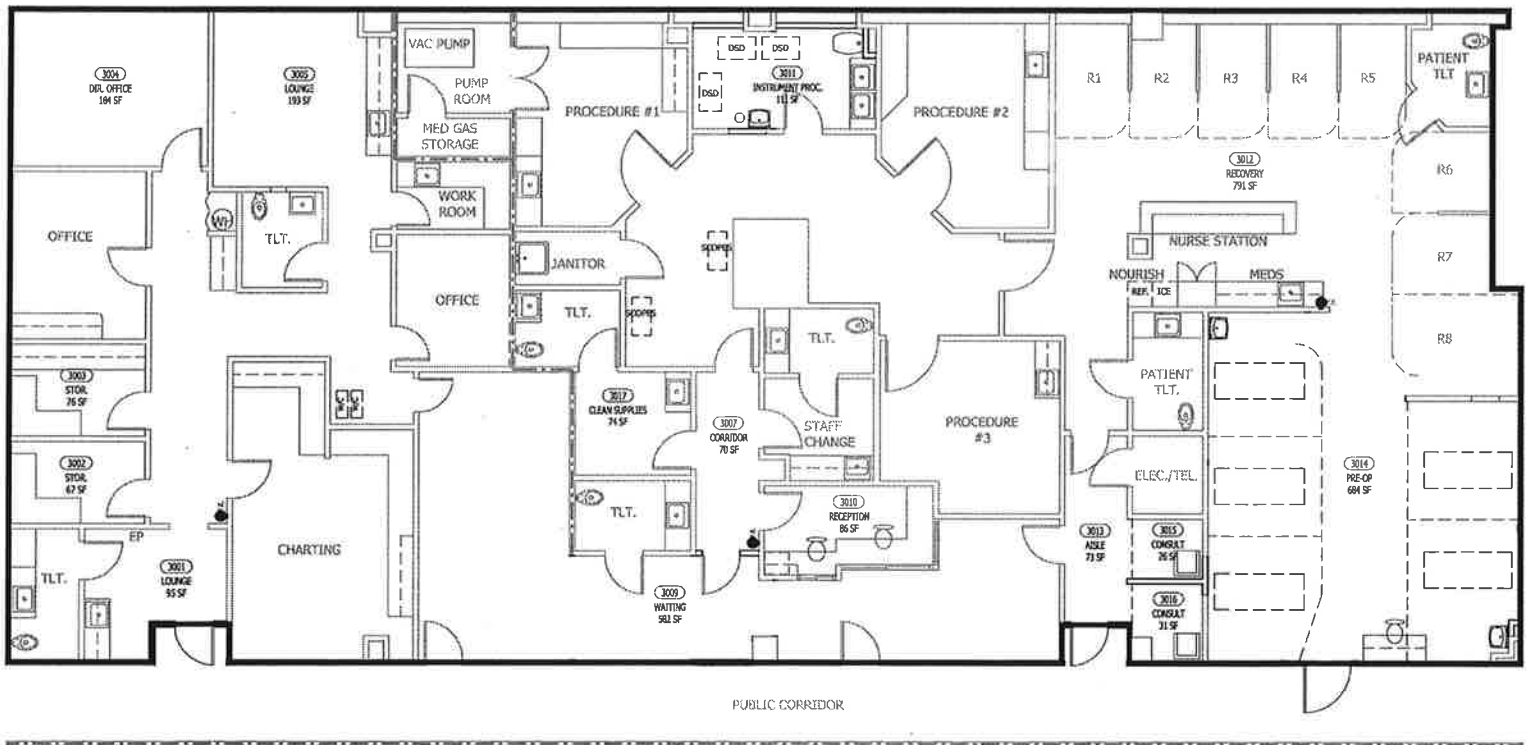 3004
DIR. OFFICE
184 SF
3005
LOUNGE
193 SF
VAC PUMP
PUMP
ROOM
MED GAS
STORAGE
WORK
ROOM
PROCEDURE #1
DSD
DSD
DSD
3011
INSTRUMENT PROC.
111 SF
PROCEDURE #2
R1
R2
R3
R4
R5
PATIENT
TLT
3012
RECOVERY
791 SF
R6
R7
R8
OFFICE
WH
TLT.
OFFICE
JANITOR
TLT.
SCOPES
SCOPES
NURSE STATION
NOURISH
MEDS
REF.
ICE
TLT.
PATIENT
TLT.
3003
STOR.
76 SF
3002
STOR.
67 SF
3017
CLEAN SUPPLIES
74 SF
3007
CORRIDOR
70 SF
STAFF
CHANGE
PROCEDURE
#3
ELEC./TEL.
3014
PRE-OP
684 SF
EP
TLT.
3001
LOUNGE
95 SF
CHARTING
TLT.
3010
RECEPTION
86 SF
3009
WAITING
582 SF
3013
AISLE
73 SF
3015
CONSULT
26 SF
3016
CONSULT
31 SF
PUBLIC CORRIDOR